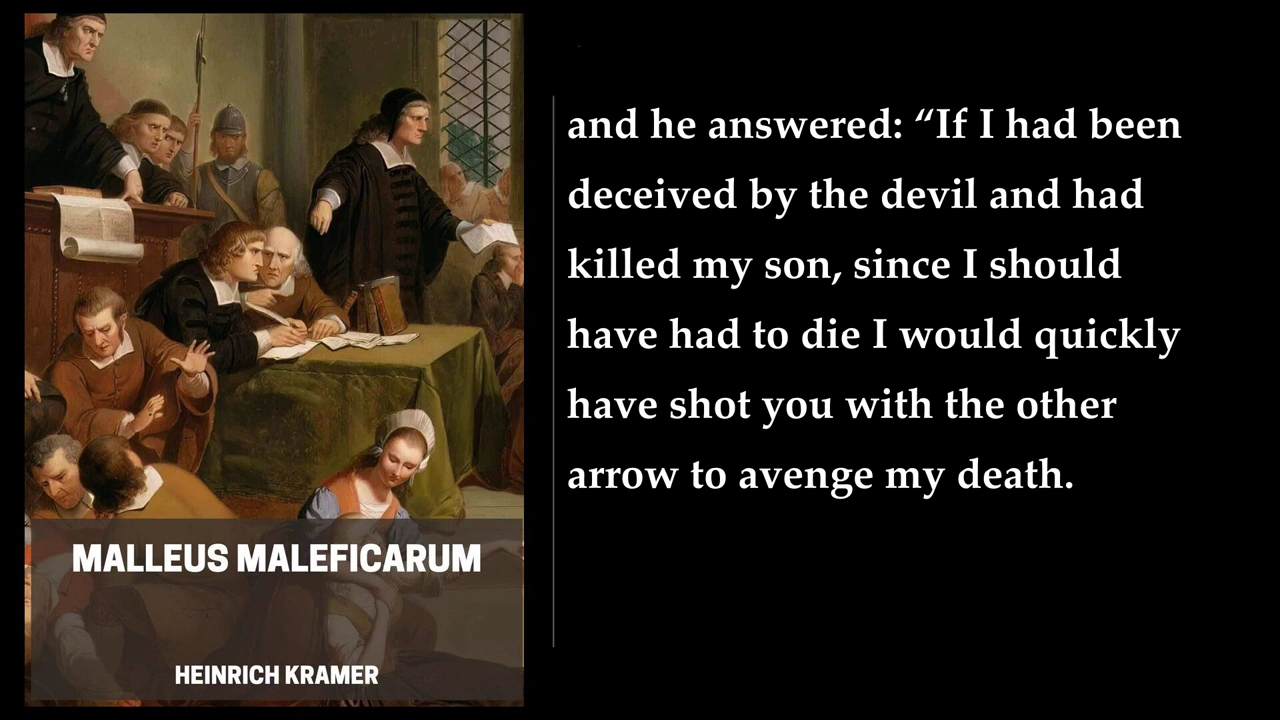 MALLEUS MALEFICARUM
HEINRICH KRAMER
and he answered: “If I had been
deceived by the devil and had
killed my son, since I should
have had to die I would quickly
have shot you with the other
arrow to avenge my death.